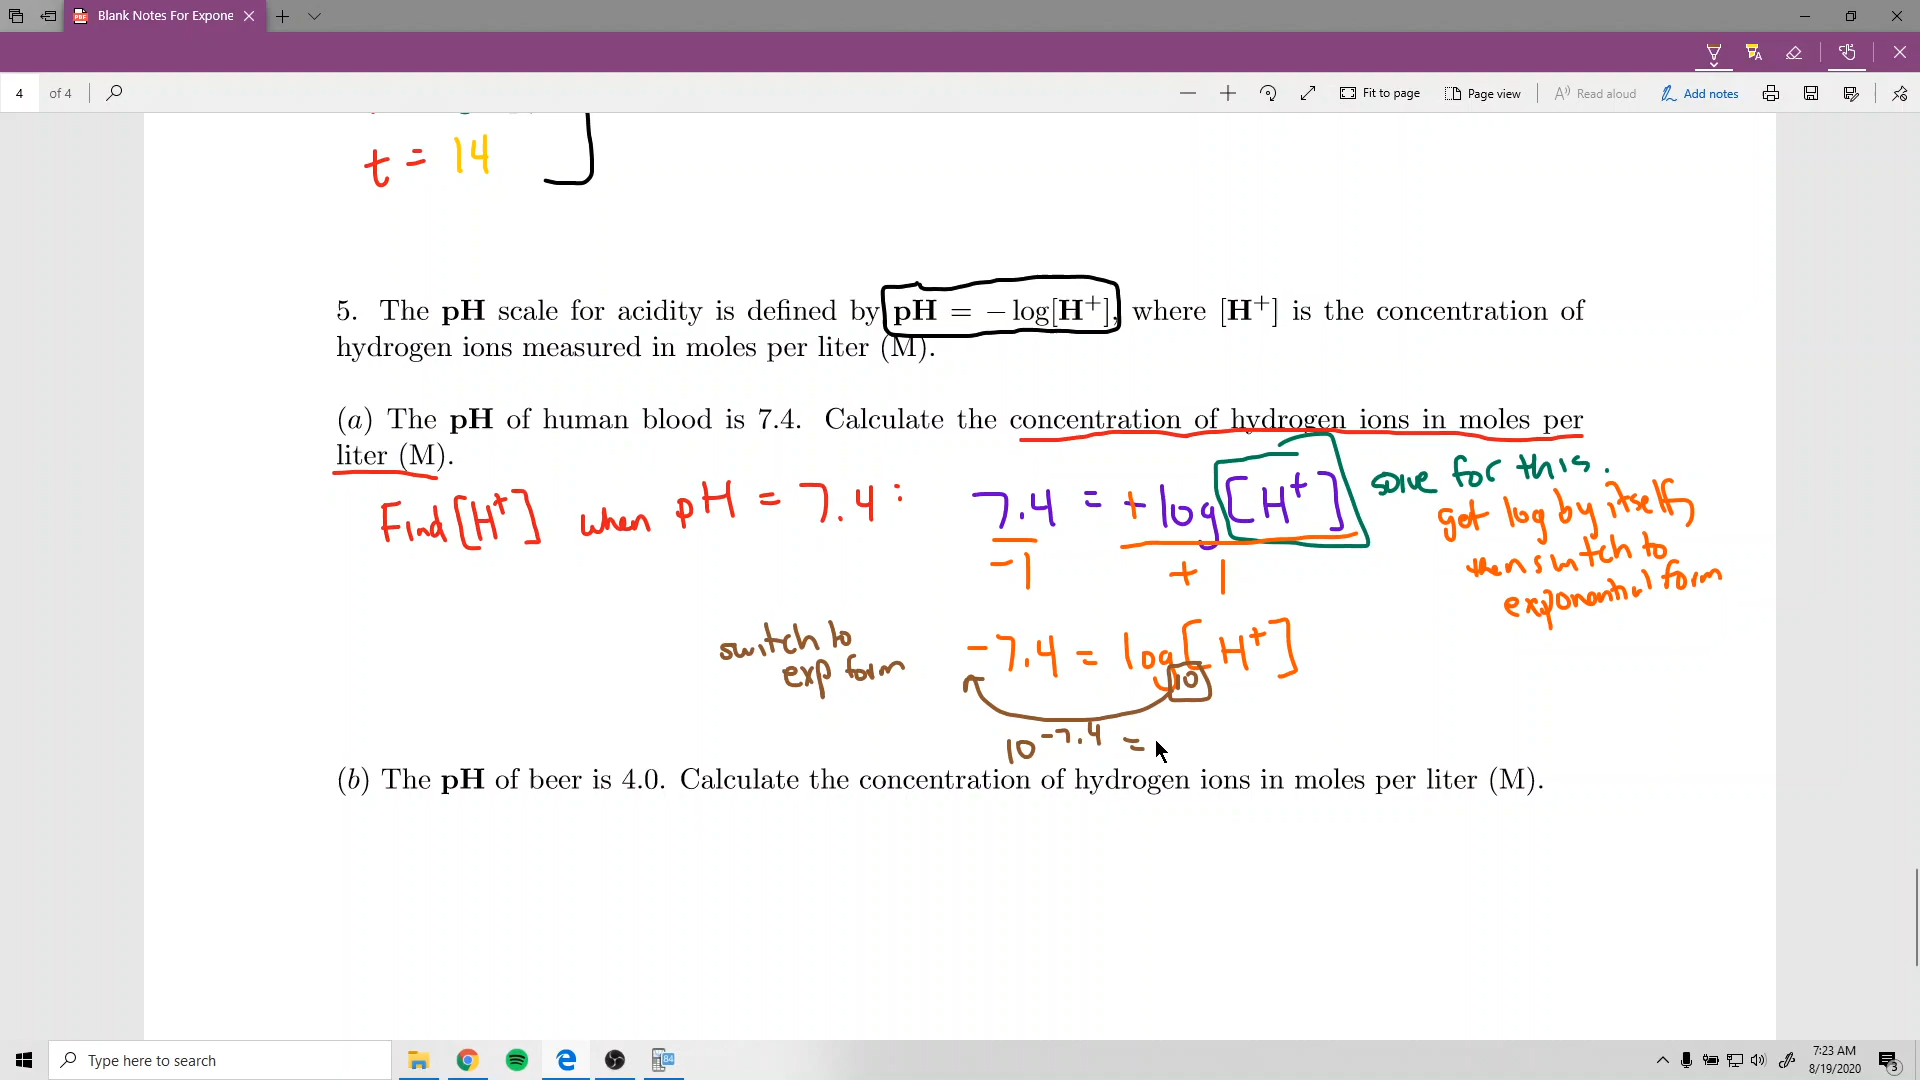 Blank Notes For Expone
4 of 4
Fit to page
Page view
Read aloud
Add notes
t = 14
5. The pH scale for acidity is defined by pH = − log[H⁺], where [H⁺] is the concentration of
hydrogen ions measured in moles per liter (M).
(a) The pH of human blood is 7.4. Calculate the concentration of hydrogen ions in moles per
liter (M).
Find [H⁺] when pH = 7.4 :
7.4 = + log [H⁺]
-1 + 1
solve for this.
get log by itself
then switch to
exponential form
switch to
exp form
-7.4 = log [H⁺]
10
10^-7.4 =
(b) The pH of beer is 4.0. Calculate the concentration of hydrogen ions in moles per liter (M).
Type here to search
84
7:23 AM
8/19/2020
3